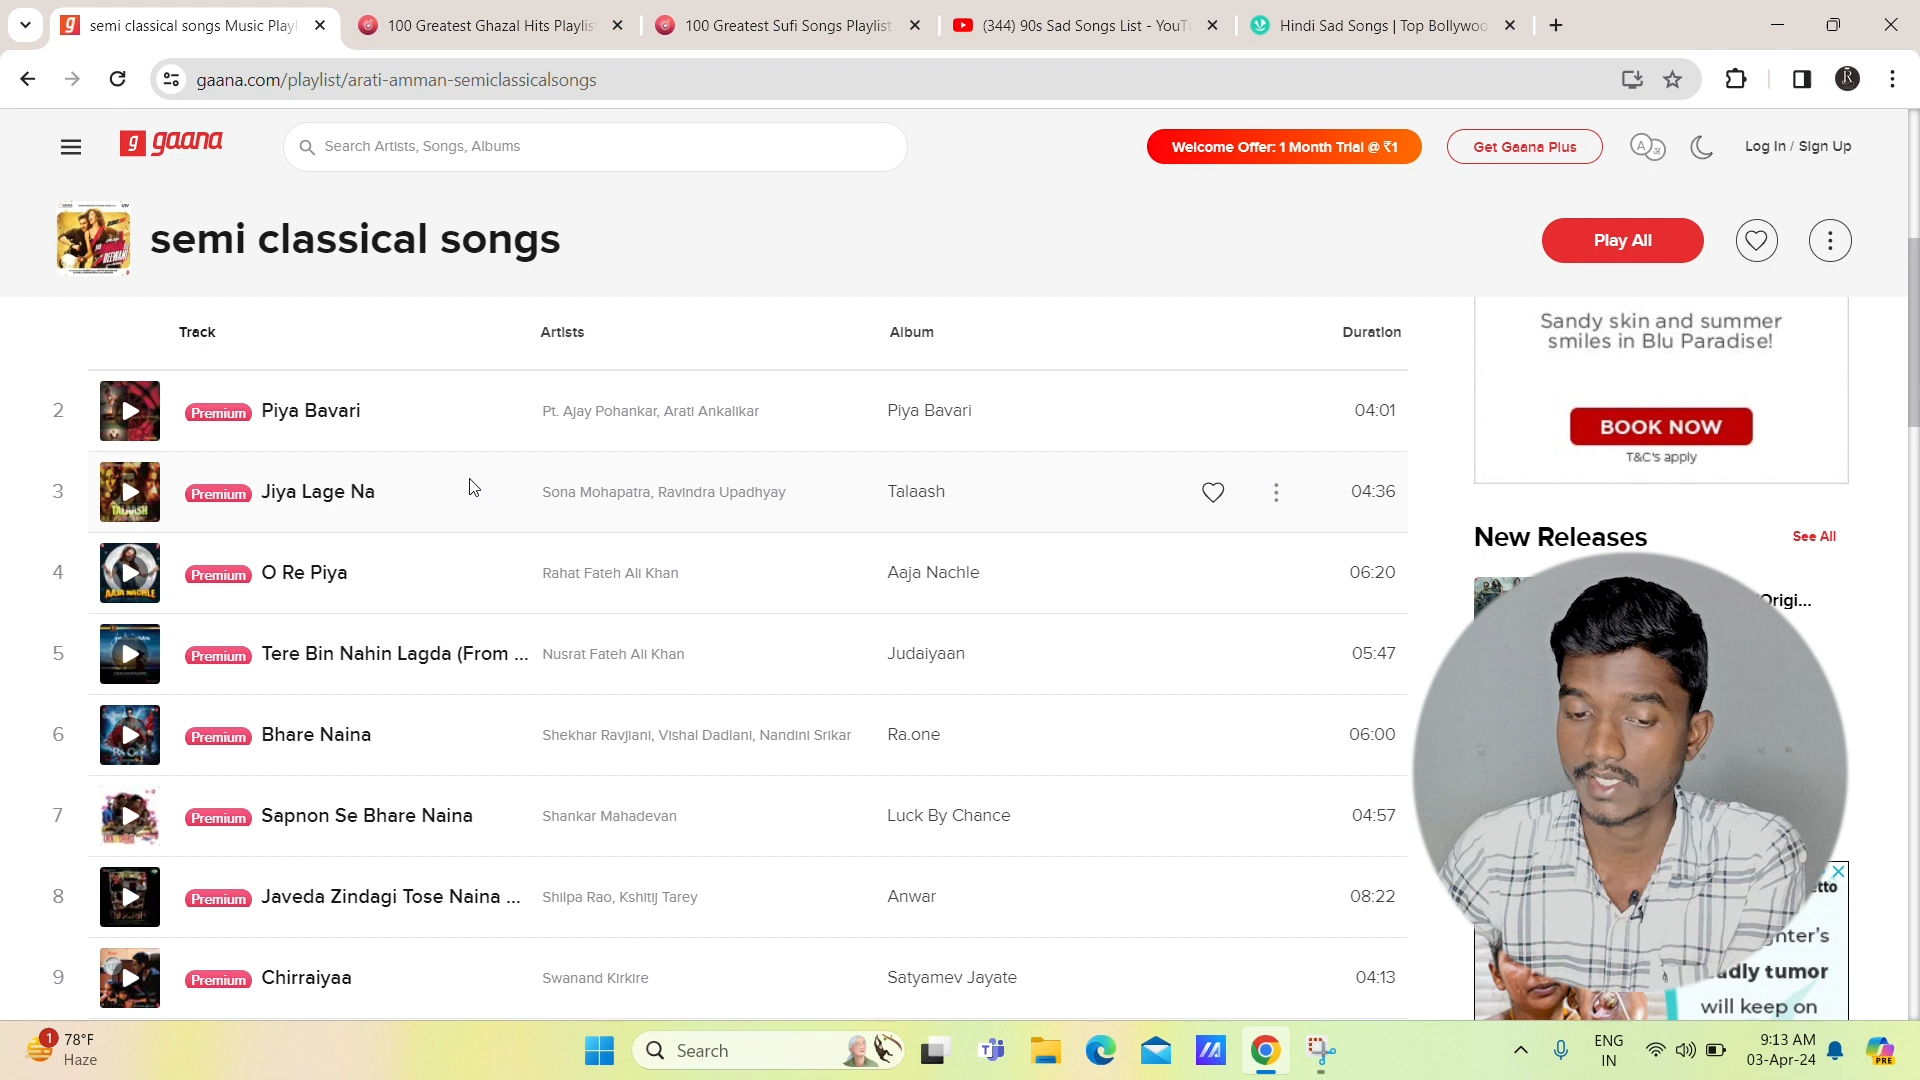 semi classical songs Music Playl
100 Greatest Ghazal Hits Playlis
100 Greatest Sufi Songs Playlist
(344) 90s Sad Songs List - YouTu
Hindi Sad Songs | Top Bollywoo
gaana.com/playlist/arati-amman-semiclassicalsongs
gaana
Search Artists, Songs, Albums
Welcome Offer: 1 Month Trial @ ₹1
Get Gaana Plus
Log In / Sign Up
semi classical songs
Play All
Track Artists Album Duration
2 Premium Piya Bavari Pt. Ajay Pohankar, Arati Ankalikar Piya Bavari 04:01
3 Premium Jiya Lage Na Sona Mohapatra, Ravindra Upadhyay Talaash 04:36
4 Premium O Re Piya Rahat Fateh Ali Khan Aaja Nachle 06:20
5 Premium Tere Bin Nahin Lagda (From ... Nusrat Fateh Ali Khan Judaiyaan 05:47
6 Premium Bhare Naina Shekhar Ravjiani, Vishal Dadlani, Nandini Srikar Ra.one 06:00
7 Premium Sapnon Se Bhare Naina Shankar Mahadevan Luck By Chance 04:57
8 Premium Javeda Zindagi Tose Naina ... Shilpa Rao, Kshitij Tarey Anwar 08:22
9 Premium Chirraiyaa Swanand Kirkire Satyamev Jayate 04:13
Sandy skin and summer
smiles in Blu Paradise!
BOOK NOW
T&C's apply
New Releases See All
Origi...
etto
ghter's
adly tumor
will keep on
1
78°F
Haze
Search
ENG
IN
9:13 AM
03-Apr-24
PRE